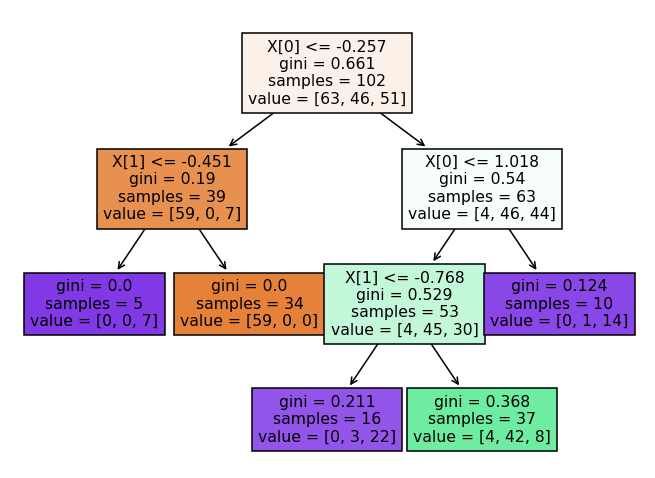 X[0] <= -0.257
gini = 0.661
samples = 102
value = [63, 46, 51]
X[1] <= -0.451
gini = 0.19
samples = 39
value = [59, 0, 7]
X[0] <= 1.018
gini = 0.54
samples = 63
value = [4, 46, 44]
gini = 0.0
samples = 5
value = [0, 0, 7]
gini = 0.0
samples = 34
value = [59, 0, 0]
X[1] <= -0.768
gini = 0.529
samples = 53
value = [4, 45, 30]
gini = 0.124
samples = 10
value = [0, 1, 14]
gini = 0.211
samples = 16
value = [0, 3, 22]
gini = 0.368
samples = 37
value = [4, 42, 8]